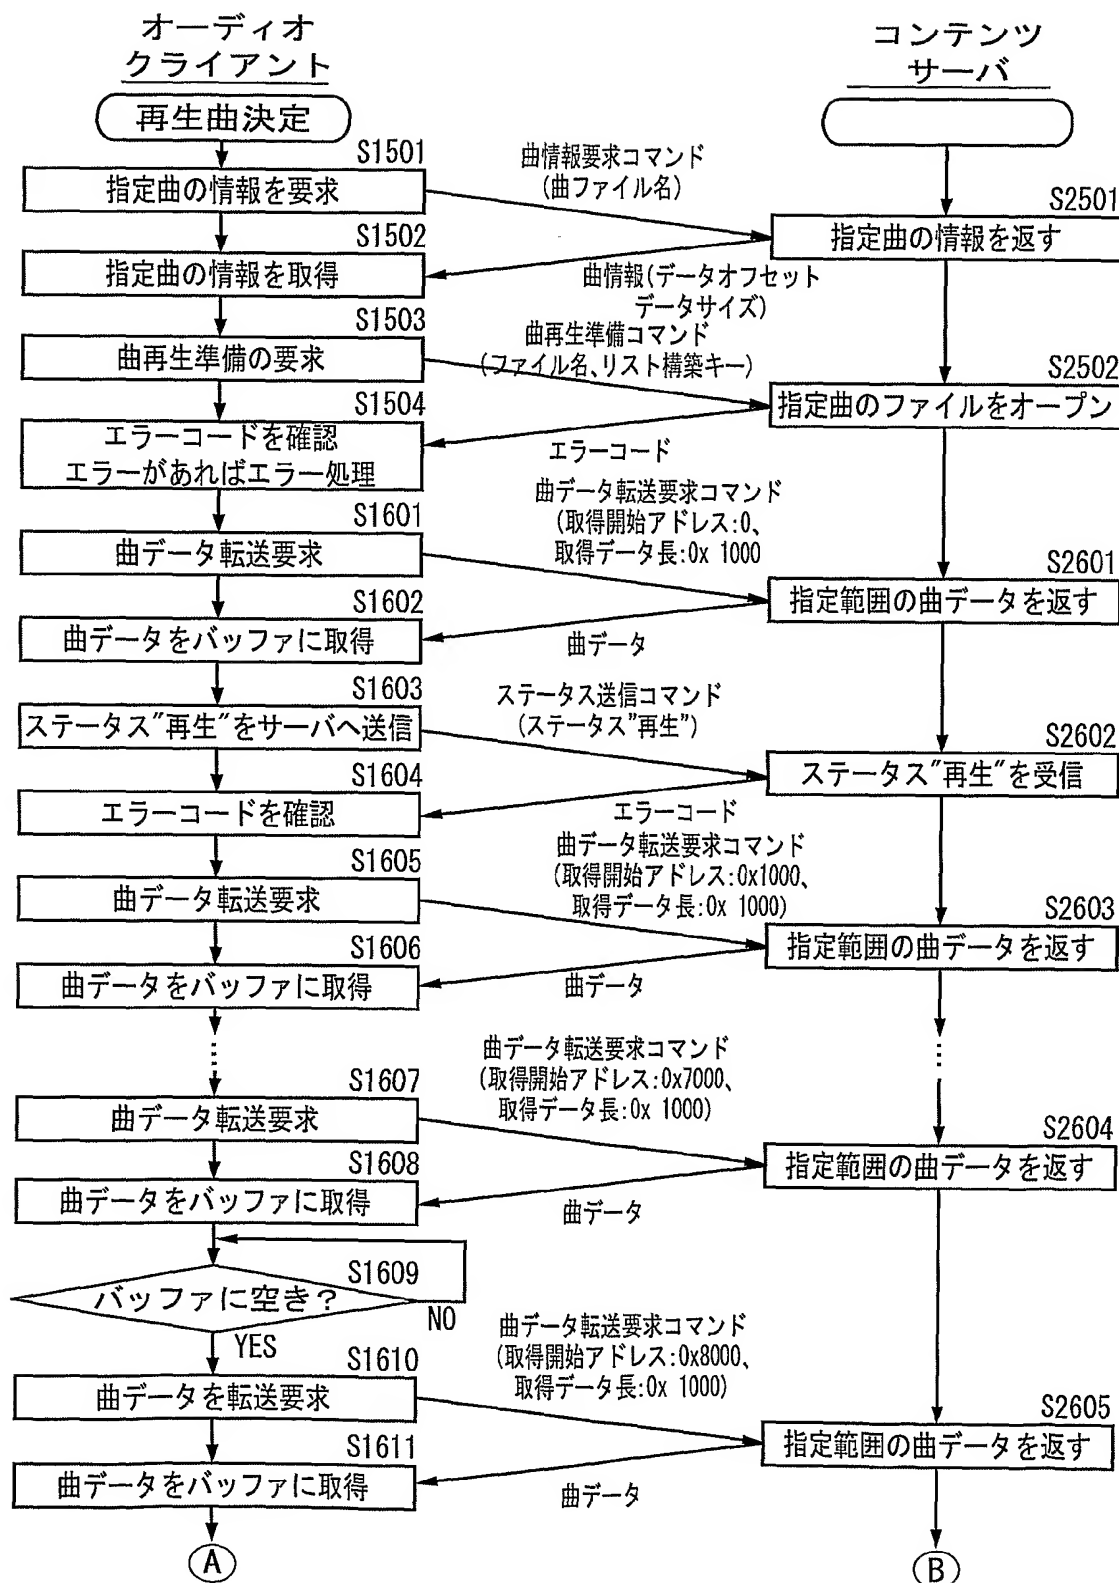 オーディオ
クライアント
コンテンツ
サーバ
再生曲決定
S1501
指定曲の情報を要求
曲情報要求コマンド
(曲ファイル名)
S2501
指定曲の情報を返す
S1502
指定曲の情報を取得
曲情報(データオフセット
データサイズ)
S1503
曲再生準備の要求
曲再生準備コマンド
(ファイル名、リスト構築キー)
S2502
指定曲のファイルをオープン
S1504
エラーコードを確認
エラーがあればエラー処理
エラーコード
S1601
曲データ転送要求
曲データ転送要求コマンド
(取得開始アドレス:0、
取得データ長:0x 1000
S2601
指定範囲の曲データを返す
S1602
曲データをバッファに取得
曲データ
S1603
ステータス”再生”をサーバへ送信
ステータス送信コマンド
(ステータス”再生”)
S2602
ステータス”再生”を受信
S1604
エラーコードを確認
エラーコード
S1605
曲データ転送要求
曲データ転送要求コマンド
(取得開始アドレス:0x1000、
取得データ長:0x 1000)
S2603
指定範囲の曲データを返す
S1606
曲データをバッファに取得
曲データ
S1607
曲データ転送要求
曲データ転送要求コマンド
(取得開始アドレス:0x7000、
取得データ長:0x 1000)
S2604
指定範囲の曲データを返す
S1608
曲データをバッファに取得
曲データ
S1609
バッファに空き?
NO
YES
S1610
曲データを転送要求
曲データ転送要求コマンド
(取得開始アドレス:0x8000、
取得データ長:0x 1000)
S2605
指定範囲の曲データを返す
S1611
曲データをバッファに取得
曲データ
A
B